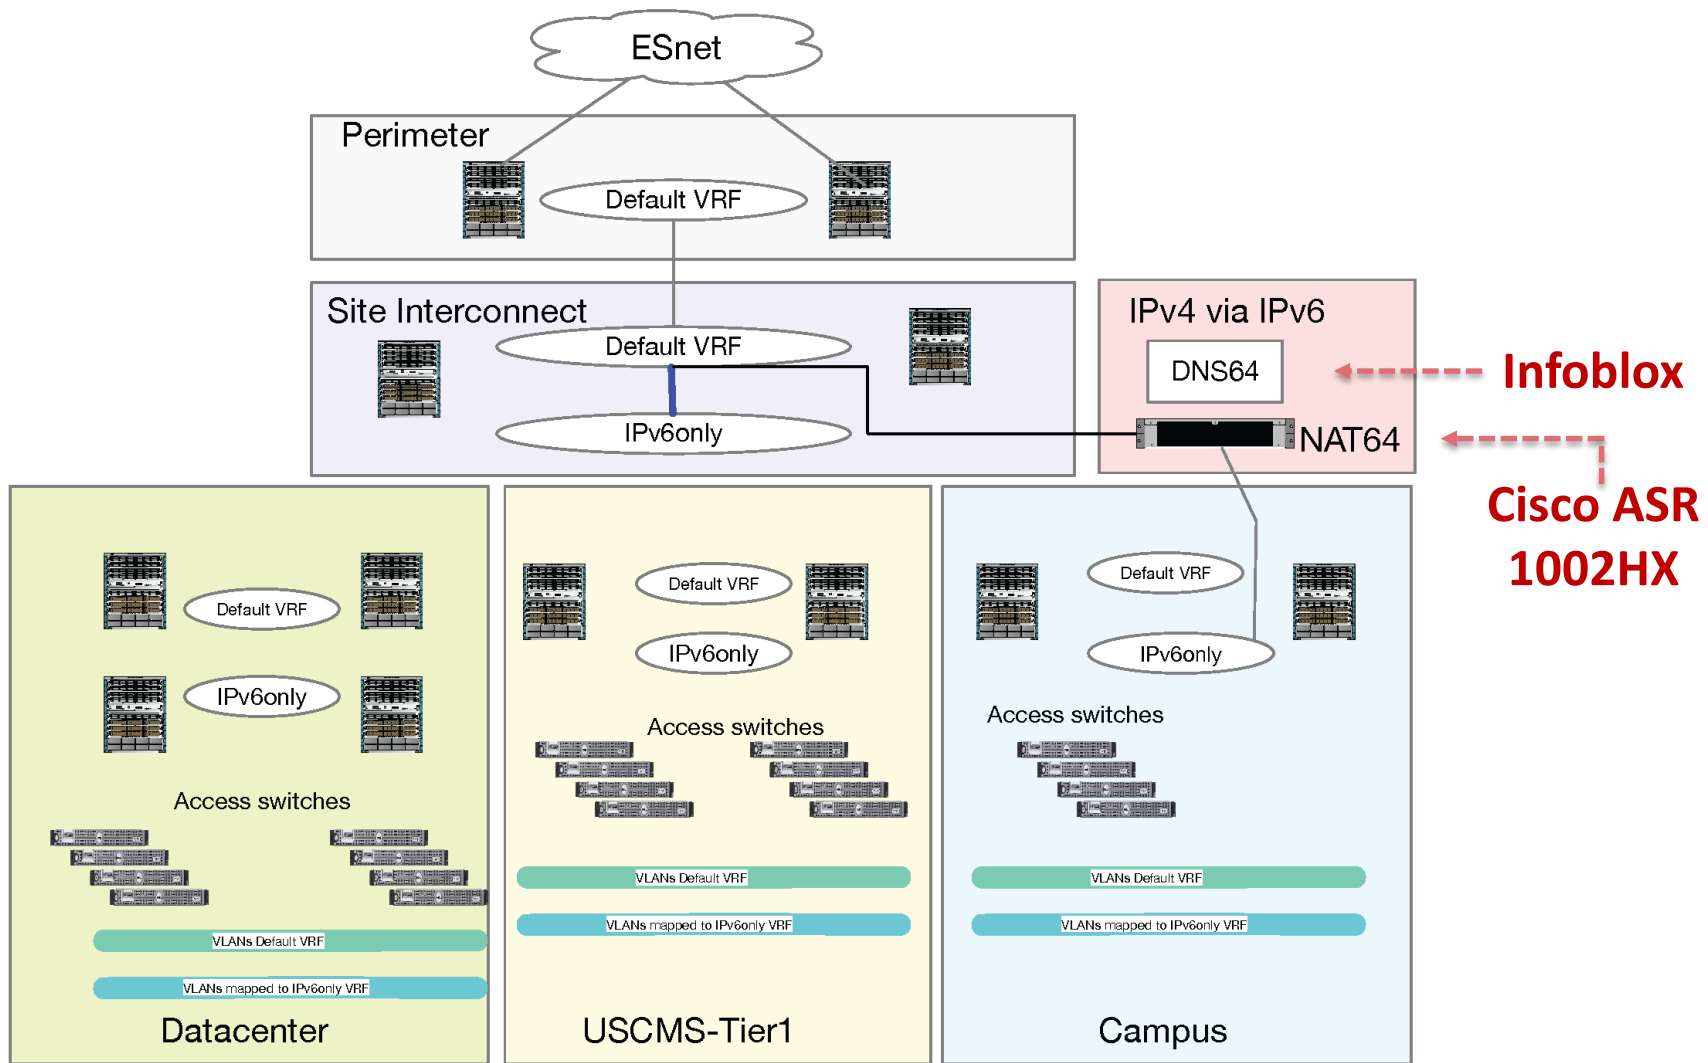 ESnet
Perimeter
Default VRF
Site Interconnect
Default VRF
IPv6only
IPv4 via IPv6
DNS64
NAT64
Infoblox
Cisco ASR
1002HX
Default VRF
IPv6only
Access switches
VLANs Default VRF
VLANs mapped to IPv6only VRF
Datacenter
Default VRF
IPv6only
Access switches
VLANs Default VRF
VLANs mapped to IPv6only VRF
USCMS-Tier1
Default VRF
IPv6only
Access switches
VLANs Default VRF
VLANs mapped to IPv6only VRF
Campus